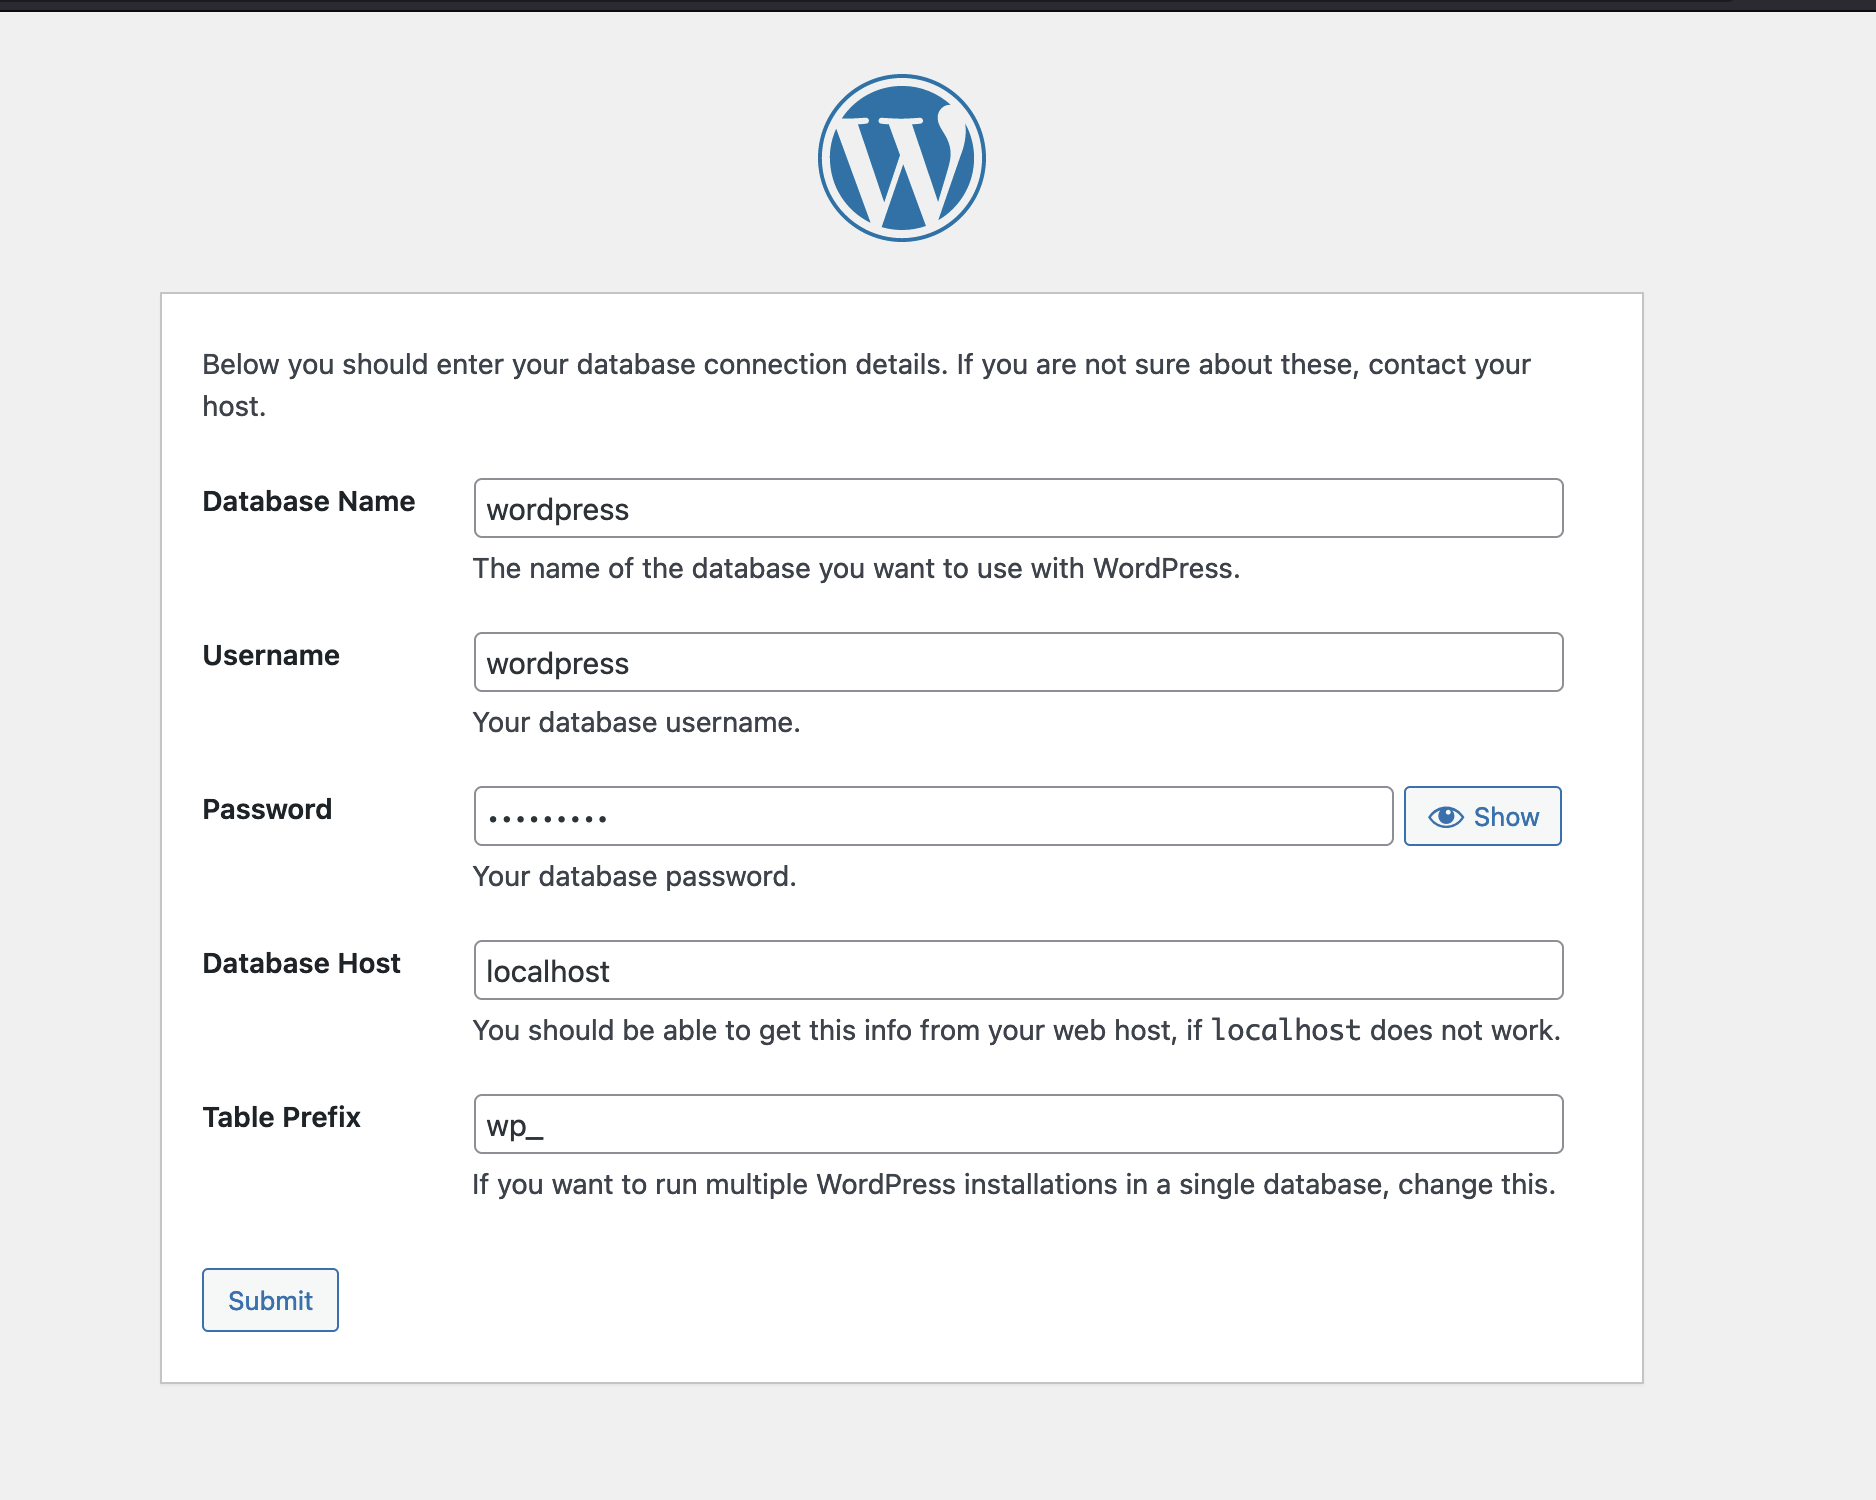 Below you should enter your database connection details. If you are not sure about these, contact your
host.
Database Name
wordpress
The name of the database you want to use with WordPress.
Username
wordpress
Your database username.
Password
•••••••••
Show
Your database password.
Database Host
localhost
You should be able to get this info from your web host, if localhost does not work.
Table Prefix
wp_
If you want to run multiple WordPress installations in a single database, change this.
Submit